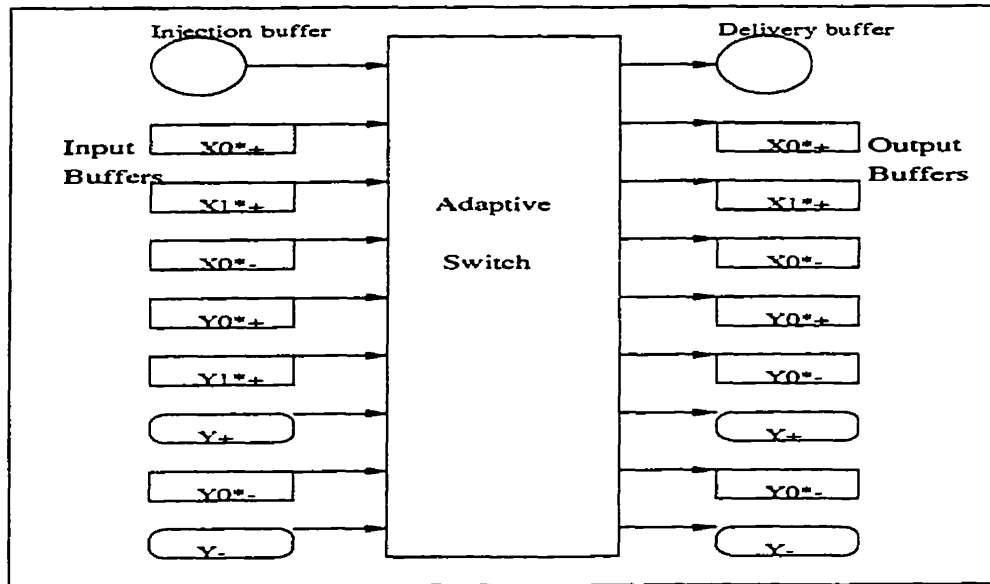 Injection buffer
Delivery buffer
Input
Buffers
X0*+
X1*+
X0*-
Y0*+
Y1*+
Y+
Y0*-
Y-
Adaptive
Switch
X0*+
X1*+
X0*-
Y0*+
Y0*-
Y+
Y0*-
Y-
Output
Buffers